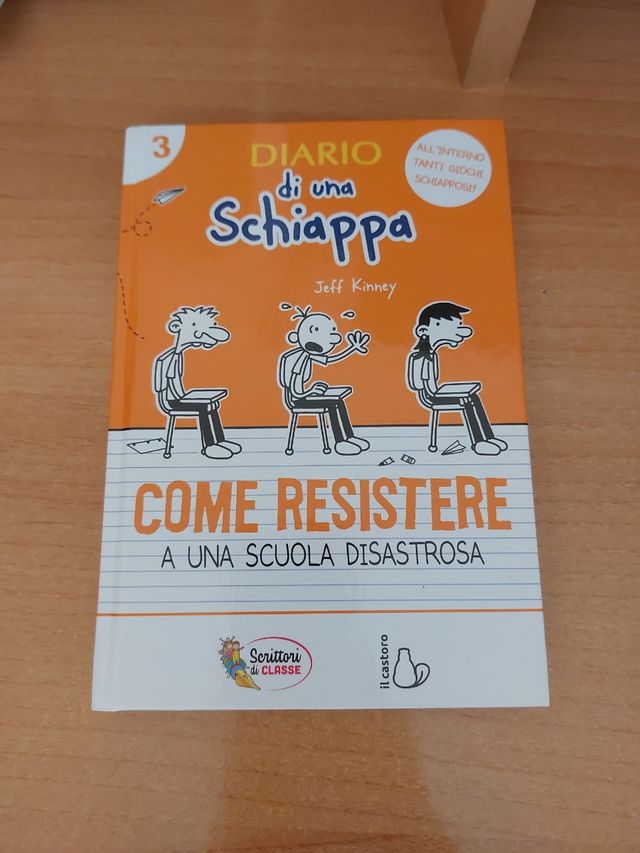 3
DIARIO
di una
Schiappa
ALL'INTERNO
TANTI GIOCHI
SCHIAPPOSI!
Jeff Kinney
COME RESISTERE
A UNA SCUOLA DISASTROSA
Scrittori
di CLASSE
il castoro